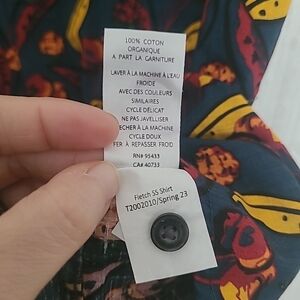 100% COTON
ORGANIQUE
A PART LA GARNITURE
LAVER À LA MACHINE À L'EAU
FROIDE
AVEC DES COULEURS
SIMILAIRES
CYCLE DÉLICAT
NE PAS JAVELLISER
SECHER À LA MACHINE
CYCLE DOUX
FER À REPASSER FROID
RN# 95433
CA# 40733
Fletch SS Shirt
T2002010/Spring 23